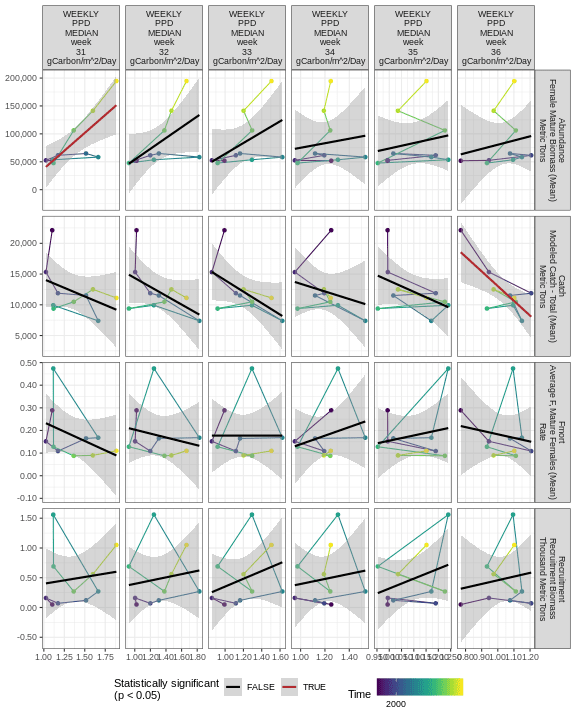 WEEKLY
PPD
MEDIAN
week
31
gCarbon/m^2/Day
WEEKLY
PPD
MEDIAN
week
32
gCarbon/m^2/Day
WEEKLY
PPD
MEDIAN
week
33
gCarbon/m^2/Day
WEEKLY
PPD
MEDIAN
week
34
gCarbon/m^2/Day
WEEKLY
PPD
MEDIAN
week
35
gCarbon/m^2/Day
WEEKLY
PPD
MEDIAN
week
36
gCarbon/m^2/Day
200,000
150,000
100,000
50,000
0
Abundance
Female Mature Biomass (Mean)
Metric Tons
20,000
15,000
10,000
5,000
Catch
Modeled Catch - Total (Mean)
Metric Tons
0.50
0.40
0.30
0.20
0.10
0.00
-0.10
Fmort
Average F, Mature Females (Mean)
Rate
1.50
1.00
0.50
0.00
-0.50
Recruitment
Recruitment Biomass
Thousand Metric Tons
1.00 1.25 1.50 1.75
1.00 1.20 1.40 1.60 1.80
1.00 1.20 1.40 1.60
1.00 1.20 1.40
0.80 0.90 1.00 1.10 1.20
Statistically significant
(p < 0.05)
FALSE
TRUE
Time
2000